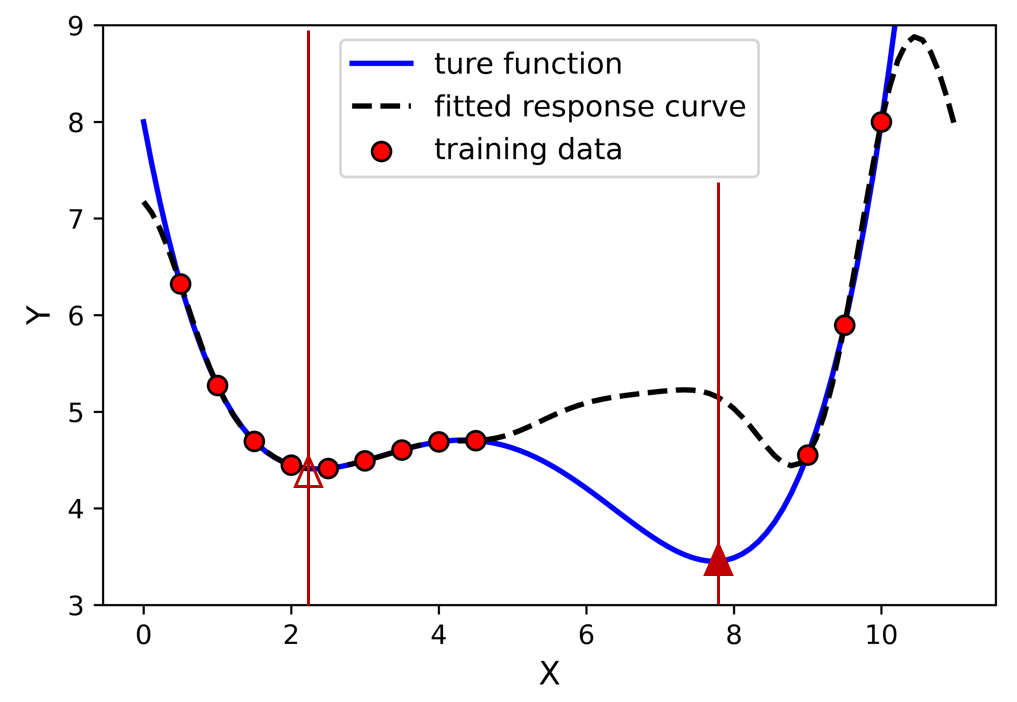 9
8
7
6
5
4
3
Y
ture function
fitted response curve
training data
0 2 4 6 8 10
X